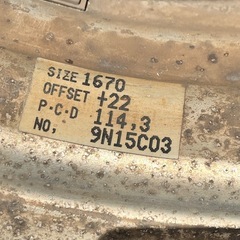 SIZE 1670
OFFSET +22
P·C·D 114,3
NO, 9N15C03